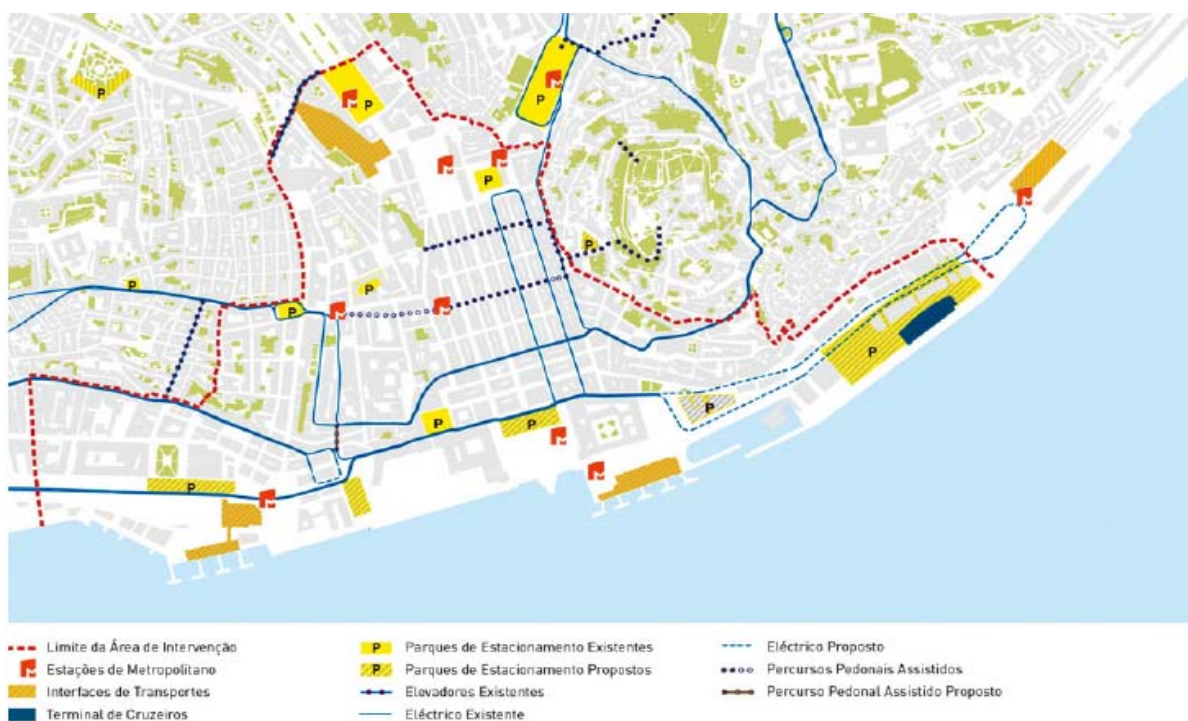 P
P
P
P
P
P
P
P
P
P
P
P
P
Limite da Área de Intervenção
Estações de Metropolitano
Interfaces de Transportes
Terminal de Cruzeiros
P Parques de Estacionamento Existentes
P Parques de Estacionamento Propostos
Elevadores Existentes
Eléctrico Existente
Eléctrico Proposto
Percursos Pedonais Assistidos
Percurso Pedonal Assistido Proposto